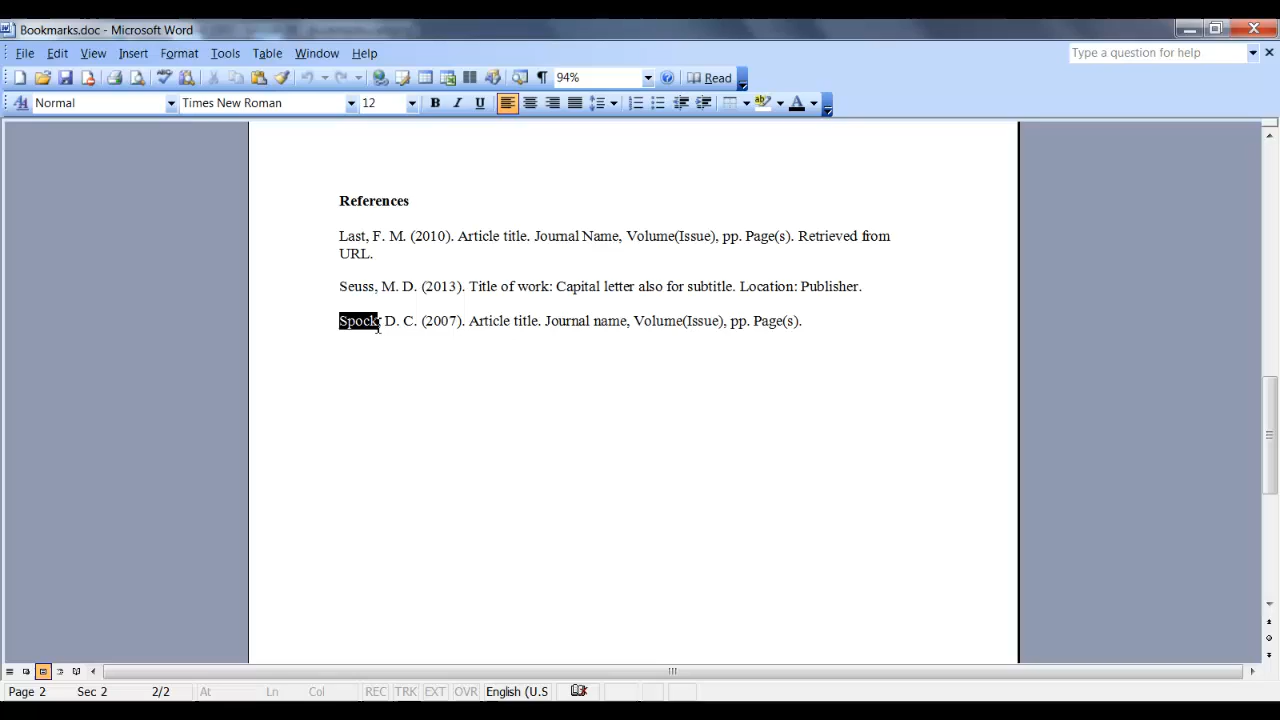 Bookmarks.doc - Microsoft Word
File Edit View Insert Format Tools Table Window Help
Type a question for help
94% Read
Normal Times New Roman 12 B I U
References
Last, F. M. (2010). Article title. Journal Name, Volume(Issue), pp. Page(s). Retrieved from
URL.
Seuss, M. D. (2013). Title of work: Capital letter also for subtitle. Location: Publisher.
Spock, D. C. (2007). Article title. Journal name, Volume(Issue), pp. Page(s).
Page 2 Sec 2 2/2 At Ln Col REC TRK EXT OVR English (U.S